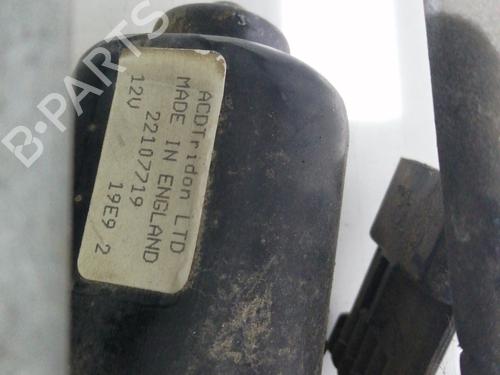 B-PARTS
ACDTridon LTD
MADE IN ENGLAND
22107719
12V 19E9 2